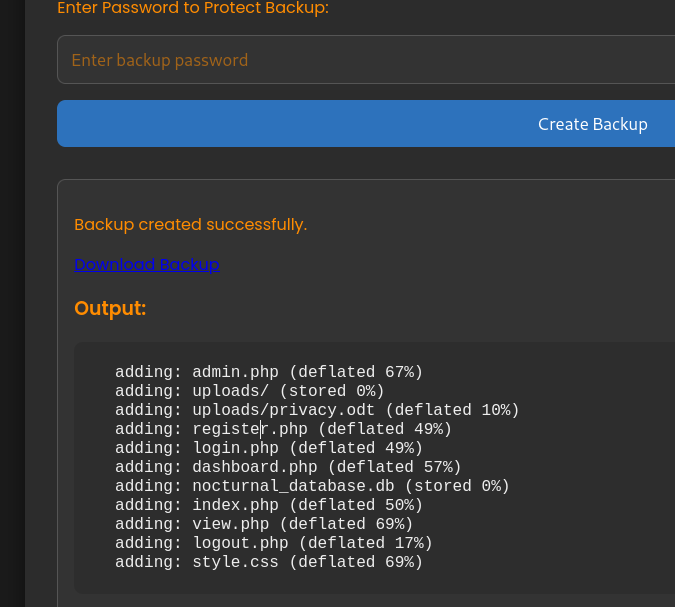 Enter Password to Protect Backup:
Enter backup password
Create Backup
Backup created successfully.
Download Backup
Output:
adding: admin.php (deflated 67%)
adding: uploads/ (stored 0%)
adding: uploads/privacy.odt (deflated 10%)
adding: register.php (deflated 49%)
adding: login.php (deflated 49%)
adding: dashboard.php (deflated 57%)
adding: nocturnal_database.db (stored 0%)
adding: index.php (deflated 50%)
adding: view.php (deflated 69%)
adding: logout.php (deflated 17%)
adding: style.css (deflated 69%)